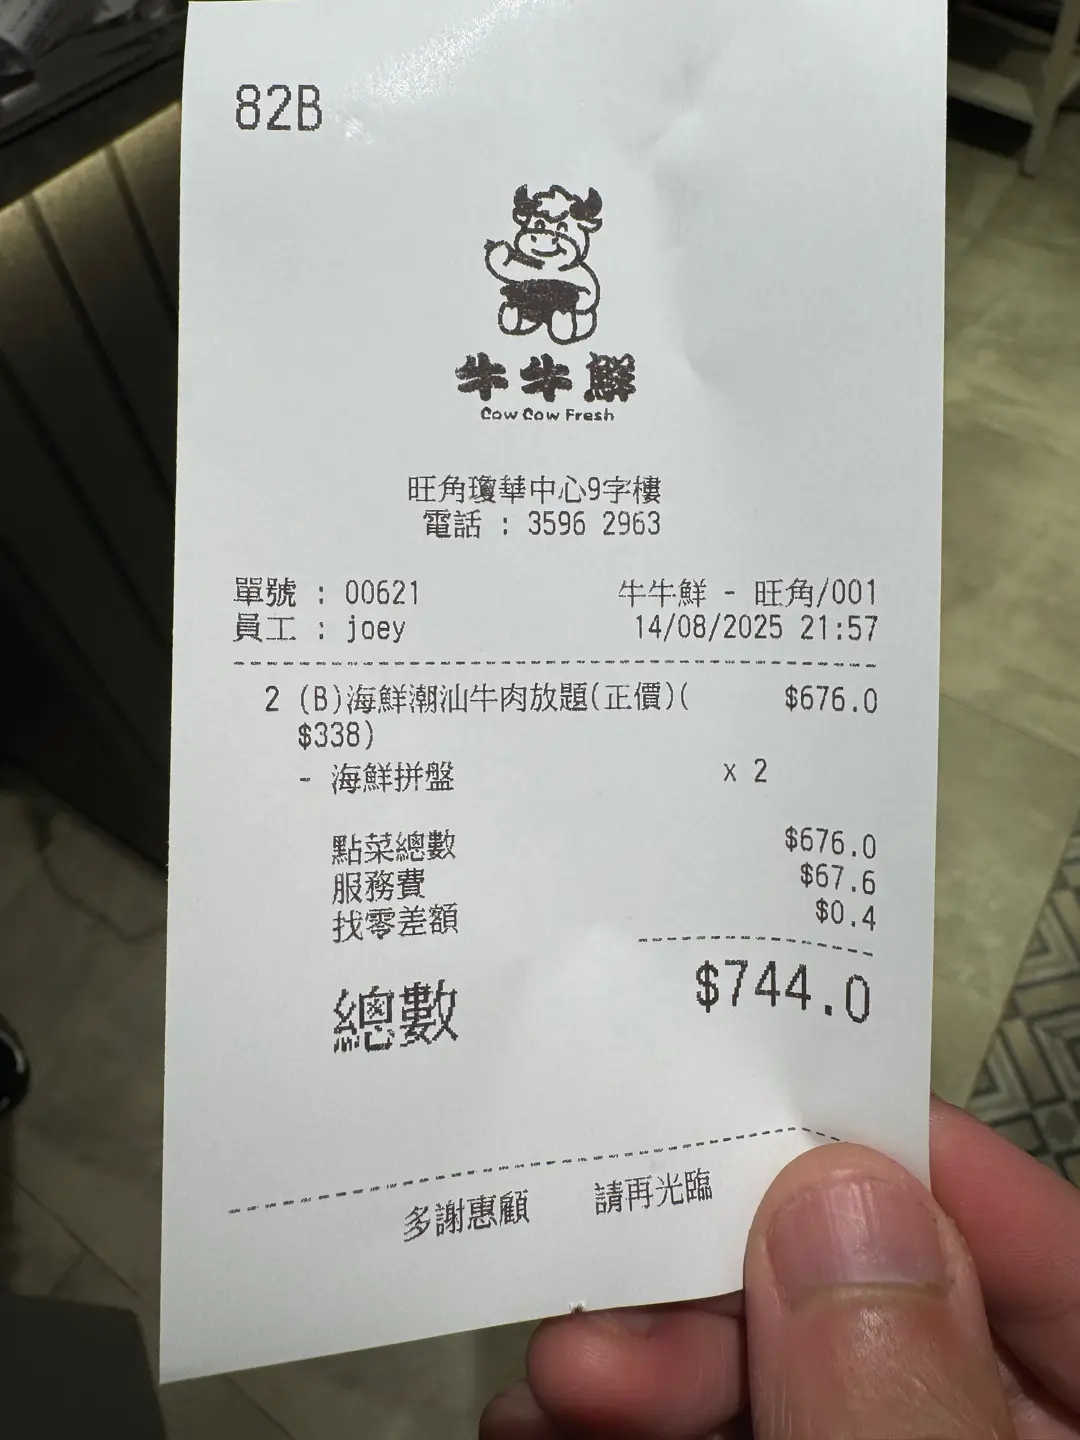 82B
牛牛鮮
Cow Cow Fresh
旺角瓊華中心9字樓
電話 : 3596 2963
單號 : 00621 牛牛鮮 - 旺角/001
員工 : joey 14/08/2025 21:57
2 (B)海鮮潮汕牛肉放題(正價)( $676.0
$338)
- 海鮮拼盤 x 2
點菜總數 $676.0
服務費 $67.6
找零差額 $0.4
總數 $744.0
多謝惠顧 請再光臨